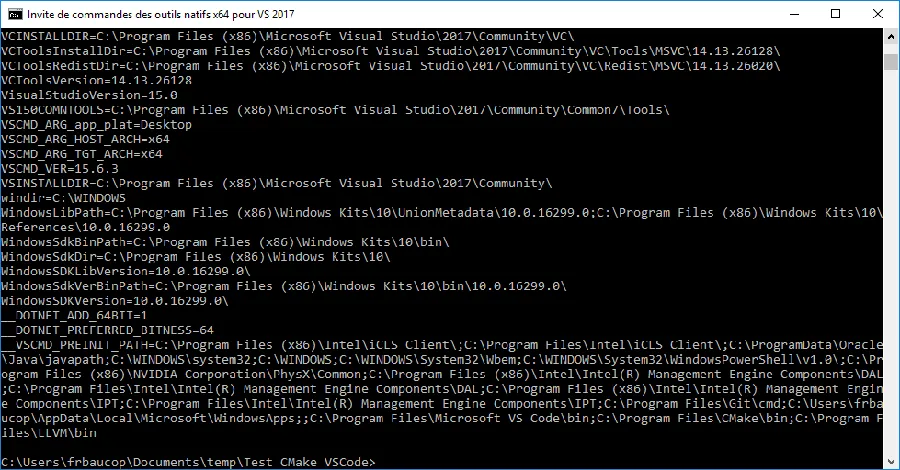 Invite de commandes des outils natifs x64 pour VS 2017
VCINSTALLDIR=C:\Program Files (x86)\Microsoft Visual Studio\2017\Community\VC\
VCToolsInstallDir=C:\Program Files (x86)\Microsoft Visual Studio\2017\Community\VC\Tools\MSVC\14.13.26128\
VCToolsRedistDir=C:\Program Files (x86)\Microsoft Visual Studio\2017\Community\VC\Redist\MSVC\14.13.26020\
VCToolsVersion=14.13.26128
VisualStudioVersion=15.0
VS150COMNTOOLS=C:\Program Files (x86)\Microsoft Visual Studio\2017\Community\Common7\Tools\
VSCMD_ARG_app_plat=Desktop
VSCMD_ARG_HOST_ARCH=x64
VSCMD_ARG_TGT_ARCH=x64
VSCMD_VER=15.6.3
VSINSTALLDIR=C:\Program Files (x86)\Microsoft Visual Studio\2017\Community\
windir=C:\WINDOWS
WindowsLibPath=C:\Program Files (x86)\Windows Kits\10\UnionMetadata\10.0.16299.0;C:\Program Files (x86)\Windows Kits\10\
References\10.0.16299.0
WindowsSdkBinPath=C:\Program Files (x86)\Windows Kits\10\bin\
WindowsSdkDir=C:\Program Files (x86)\Windows Kits\10\
WindowsSDKLibVersion=10.0.16299.0\
WindowsSdkVerBinPath=C:\Program Files (x86)\Windows Kits\10\bin\10.0.16299.0\
WindowsSDKVersion=10.0.16299.0\
__DOTNET_ADD_64BIT=1
__DOTNET_PREFERRED_BITNESS=64
__VSCMD_PREINIT_PATH=C:\Program Files (x86)\Intel\iCLS Client\;C:\Program Files\Intel\iCLS Client\;C:\ProgramData\Oracle
\Java\javapath;C:\WINDOWS\system32;C:\WINDOWS;C:\WINDOWS\System32\Wbem;C:\WINDOWS\System32\WindowsPowerShell\v1.0\;C:\Pr
ogram Files (x86)\NVIDIA Corporation\PhysX\Common;C:\Program Files (x86)\Intel\Intel(R) Management Engine Components\DAL
;C:\Program Files\Intel\Intel(R) Management Engine Components\DAL;C:\Program Files (x86)\Intel\Intel(R) Management Engin
e Components\IPT;C:\Program Files\Intel\Intel(R) Management Engine Components\IPT;C:\Program Files\Git\cmd;C:\Users\frba
ucop\AppData\Local\Microsoft\WindowsApps;;C:\Program Files\Microsoft VS Code\bin;C:\Program Files\CMake\bin;C:\Program F
iles\LLVM\bin
C:\Users\frbaucop\Documents\temp\Test CMake VSCode>